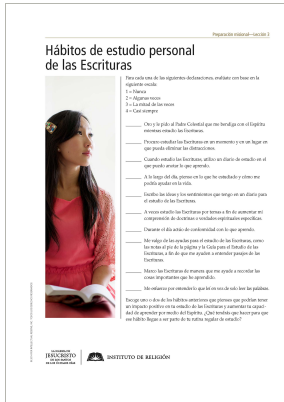 Preparación misional—Lección 3
Hábitos de estudio personal
de las Escrituras
Para cada una de las siguientes declaraciones, evalúate con base en la
siguiente escala:
1 = Nunca
2 = Algunas veces
3 = La mitad de las veces
4 = Casi siempre
Oro y le pido al Padre Celestial que me bendiga con el Espíritu
mientras estudio las Escrituras.
Procuro estudiar las Escrituras en un momento y en un lugar en
que pueda eliminar las distracciones.
Cuando estudio las Escrituras, utilizo un diario de estudio en el
que puedo anotar lo que aprendo.
A lo largo del día, pienso en lo que he estudiado y cómo me
podría ayudar en la vida.
Escribo las ideas y los sentimientos que tengo en un diario para
el estudio de las Escrituras.
A veces estudio las Escrituras por temas a fin de aumentar mi
comprensión de doctrinas o verdades espirituales específicas.
Durante el día actúo de conformidad con lo que aprendo.
Me valgo de las ayudas para el estudio de las Escrituras, como
las notas al pie de la página y la Guía para el Estudio de las
Escrituras, a fin de que me ayuden a entender pasajes de las
Escrituras.
Marco las Escrituras de manera que me ayude a recordar las
cosas importantes que he aprendido.
Me esfuerzo por entender lo que leo en vez de solo leer las palabras.
Escoge uno o dos de los hábitos anteriores que piensas que podrían tener
un impacto positivo en tu estudio de las Escrituras y aumentar tu capaci-
dad de aprender por medio del Espíritu. ¿Qué tendrás que hacer para que
ese hábito llegue a ser parte de tu rutina regular de estudio?
LA IGLESIA DE
JESUCRISTO
DE LOS SANTOS
DE LOS ÚLTIMOS DÍAS
INSTITUTO DE RELIGIÓN